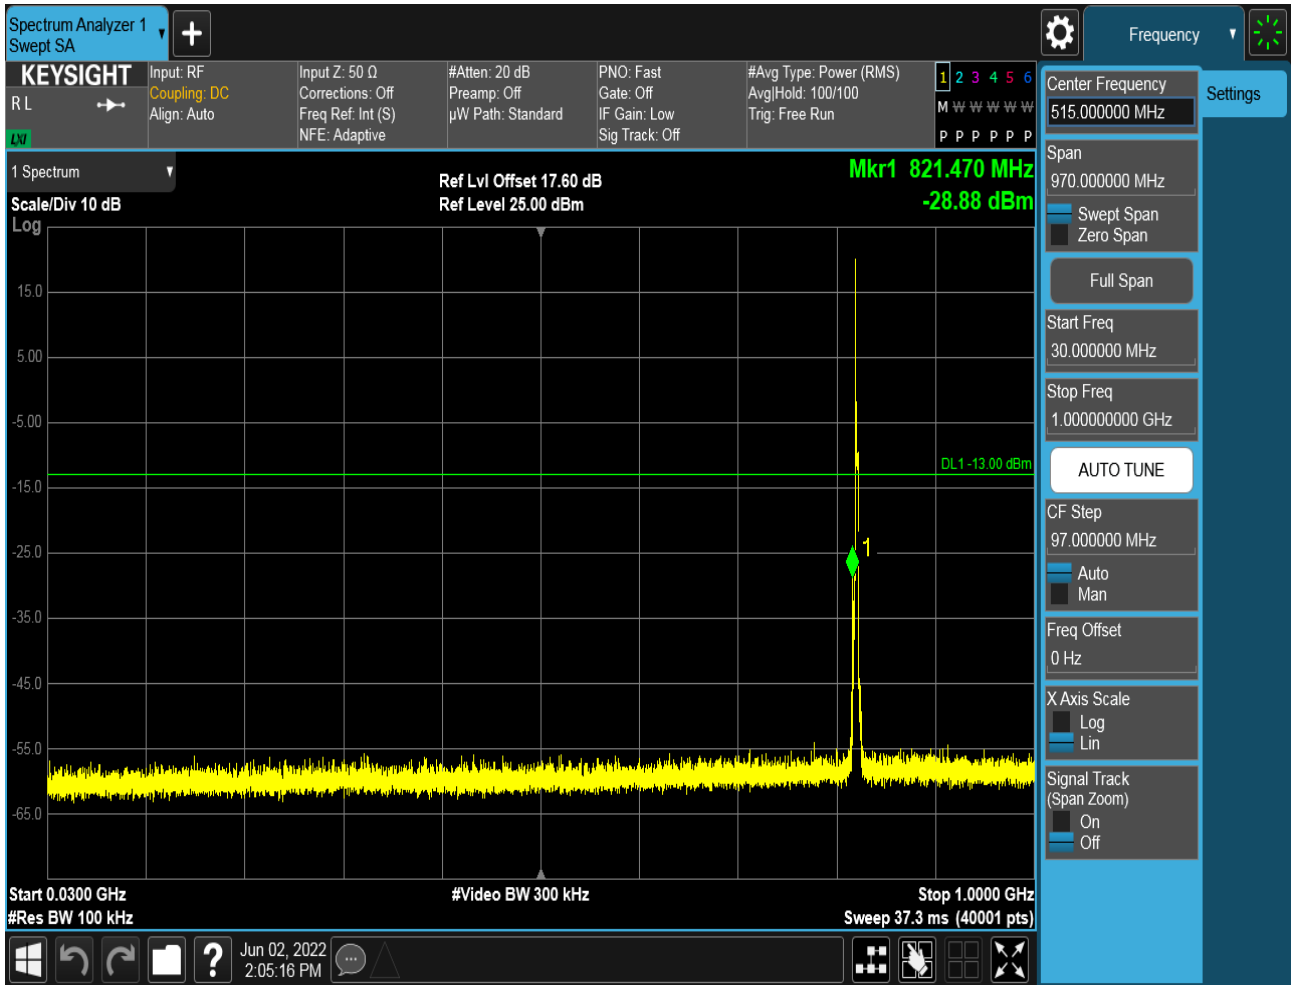 Spectrum Analyzer 1
Swept SA
Frequency
KEYSIGHT
R L
LXI
Input: RF
Coupling: DC
Align: Auto
Input Z: 50 Ω
Corrections: Off
Freq Ref: Int (S)
NFE: Adaptive
#Atten: 20 dB
Preamp: Off
µW Path: Standard
PNO: Fast
Gate: Off
IF Gain: Low
Sig Track: Off
#Avg Type: Power (RMS)
Avg|Hold: 100/100
Trig: Free Run
1 2 3 4 5 6
M W W W W W
P P P P P P
1 Spectrum
Scale/Div 10 dB
Log
Ref Lvl Offset 17.60 dB
Ref Level 25.00 dBm
Mkr1 821.470 MHz
-28.88 dBm
15.0
5.00
-5.00
-15.0
-25.0
-35.0
-45.0
-55.0
-65.0
DL1 -13.00 dBm
1
Start 0.0300 GHz
#Res BW 100 kHz
#Video BW 300 kHz
Stop 1.0000 GHz
Sweep 37.3 ms (40001 pts)
Center Frequency
515.000000 MHz
Span
970.000000 MHz
Swept Span
Zero Span
Full Span
Start Freq
30.000000 MHz
Stop Freq
1.000000000 GHz
AUTO TUNE
CF Step
97.000000 MHz
Auto
Man
Freq Offset
0 Hz
X Axis Scale
Log
Lin
Signal Track
(Span Zoom)
On
Off
Settings
?
Jun 02, 2022
2:05:16 PM